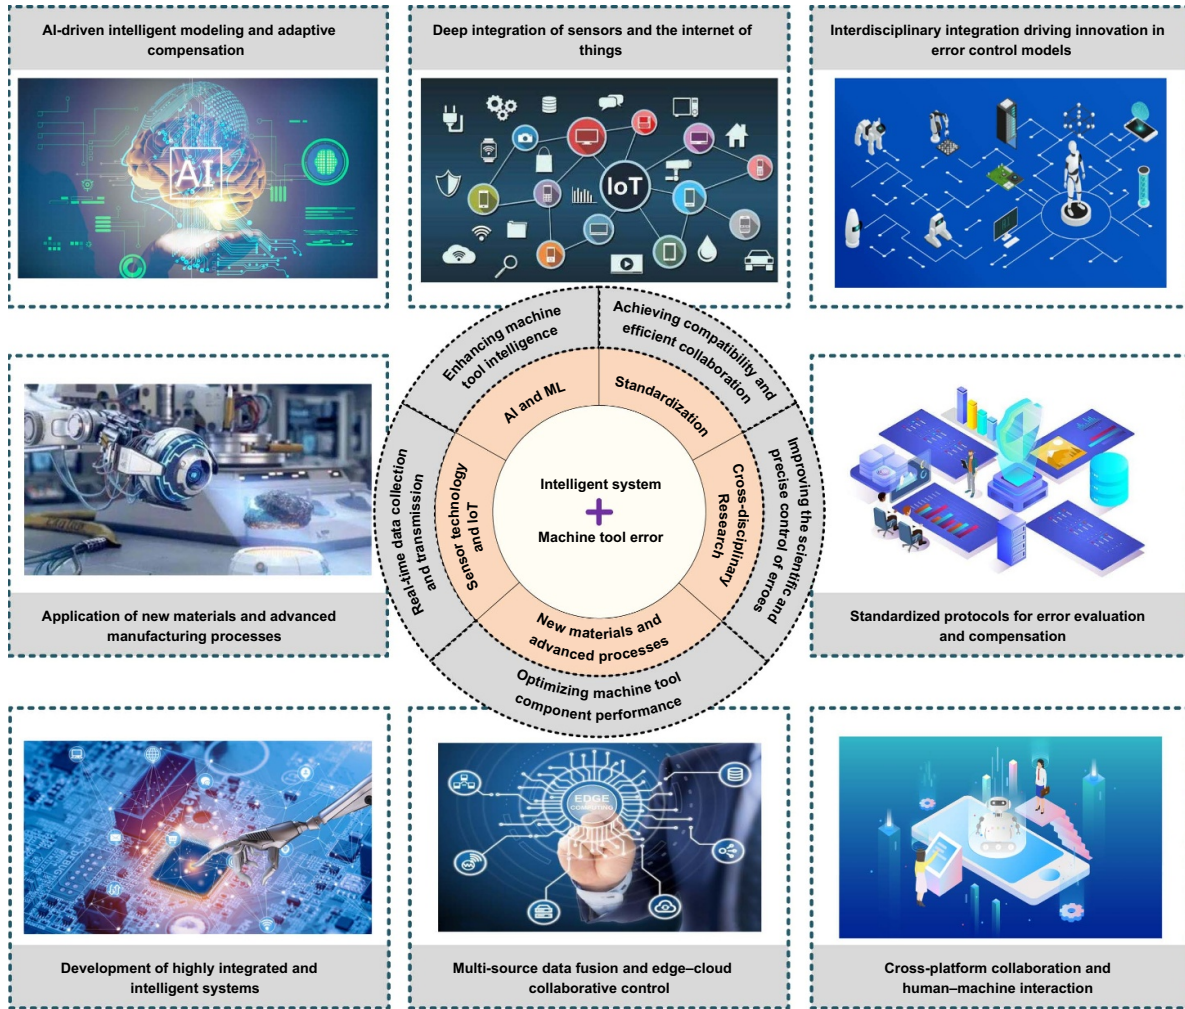 AI-driven intelligent modeling and adaptive
compensation
Deep integration of sensors and the internet of
things
Interdisciplinary integration driving innovation in
error control models
AI
IoT
Enhancing machine
tool intelligence
Achieving compatibility and
efficient collaboration
AI and ML
Standardization
Real-time data collection
and transmission
Sensor technology
and IoT
Intelligent system
+
Machine tool error
Cross-disciplinary
Research
Improving the scientific and
precise control of erroes
New materials and
advanced processes
Optimizing machine tool
component performance
Application of new materials and advanced
manufacturing processes
Standardized protocols for error evaluation
and compensation
EDGE
COMPUTING
Development of highly integrated and
intelligent systems
Multi-source data fusion and edge–cloud
collaborative control
Cross-platform collaboration and
human–machine interaction